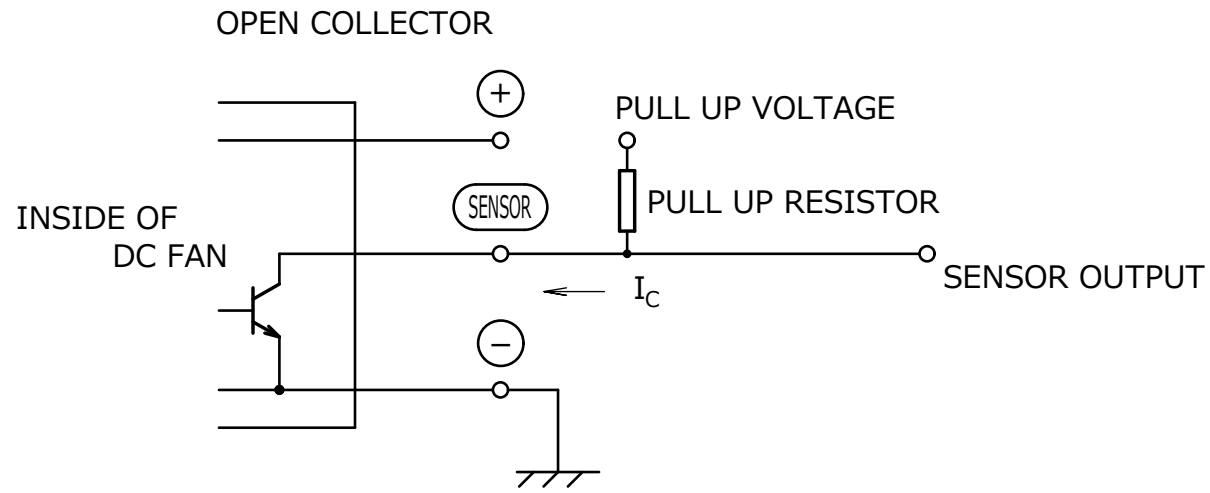 OPEN COLLECTOR
+
PULL UP VOLTAGE
SENSOR
PULL UP RESISTOR
INSIDE OF
DC FAN
SENSOR OUTPUT
IC
−